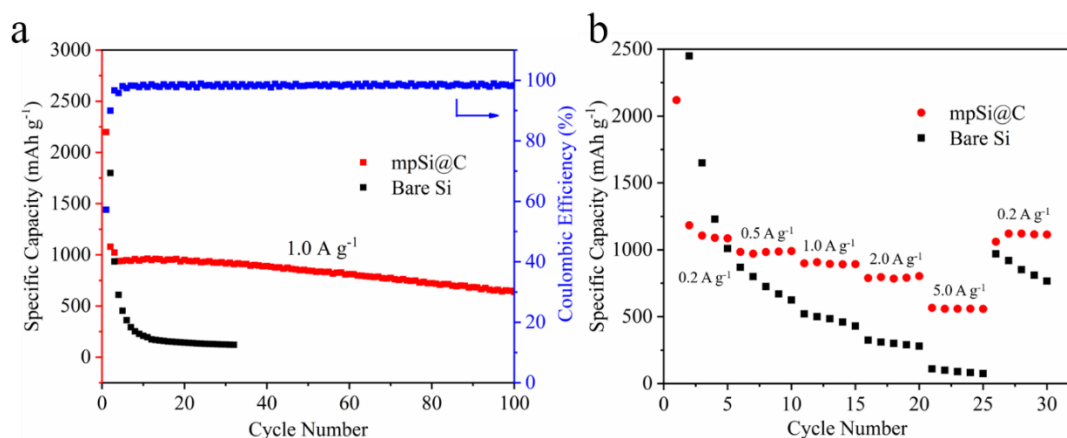 a
3000
2500
2000
1500
1000
500
0
Specific Capacity (mAh g⁻¹)
100
80
60
40
20
0
Coulombic Efficiency (%)
mpSi@C
Bare Si
1.0 A g⁻¹
0 20 40 60 80 100
Cycle Number
b
2500
2000
1500
1000
500
0
Specific Capacity (mAh g⁻¹)
mpSi@C
Bare Si
0.2 A g⁻¹
0.5 A g⁻¹
1.0 A g⁻¹
2.0 A g⁻¹
5.0 A g⁻¹
0.2 A g⁻¹
0 5 10 15 20 25 30
Cycle Number